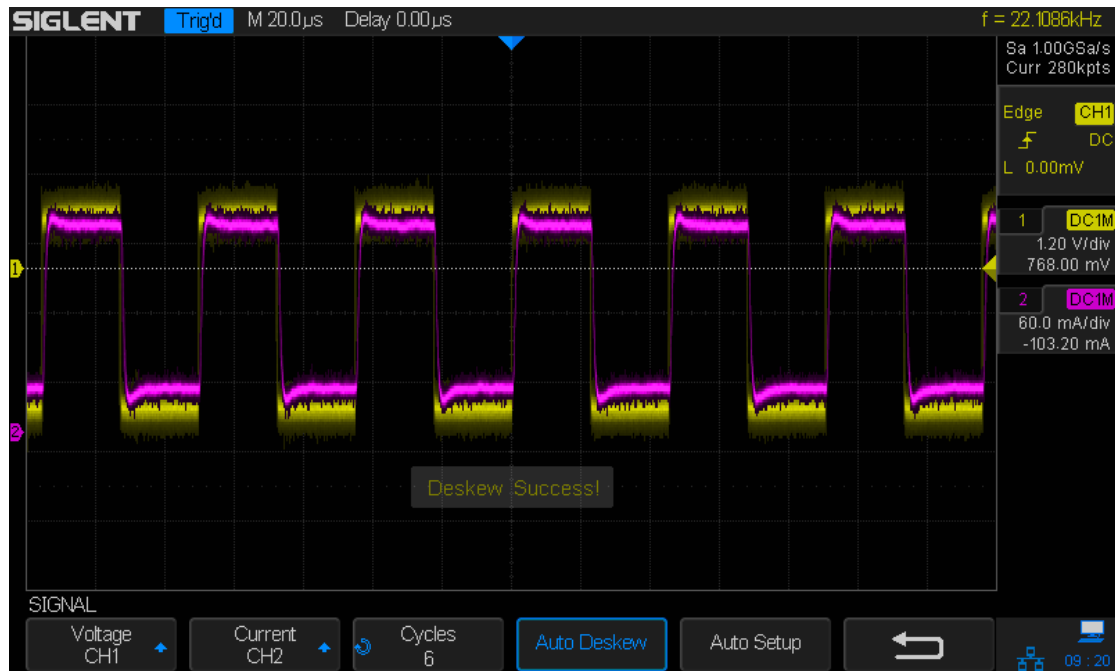 SIGLENT Trig'd M 20.0µs Delay 0.00µs f = 22.1086kHz
Sa 1.00GSa/s
Curr 280kpts
Edge CH1
DC
L 0.00mV
1 DC1M
1.20 V/div
768.00 mV
2 DC1M
60.0 mA/div
-103.20 mA
1
2
Deskew Success!
SIGNAL
Voltage
CH1
Current
CH2
Cycles
6
Auto Deskew
Auto Setup
09:20